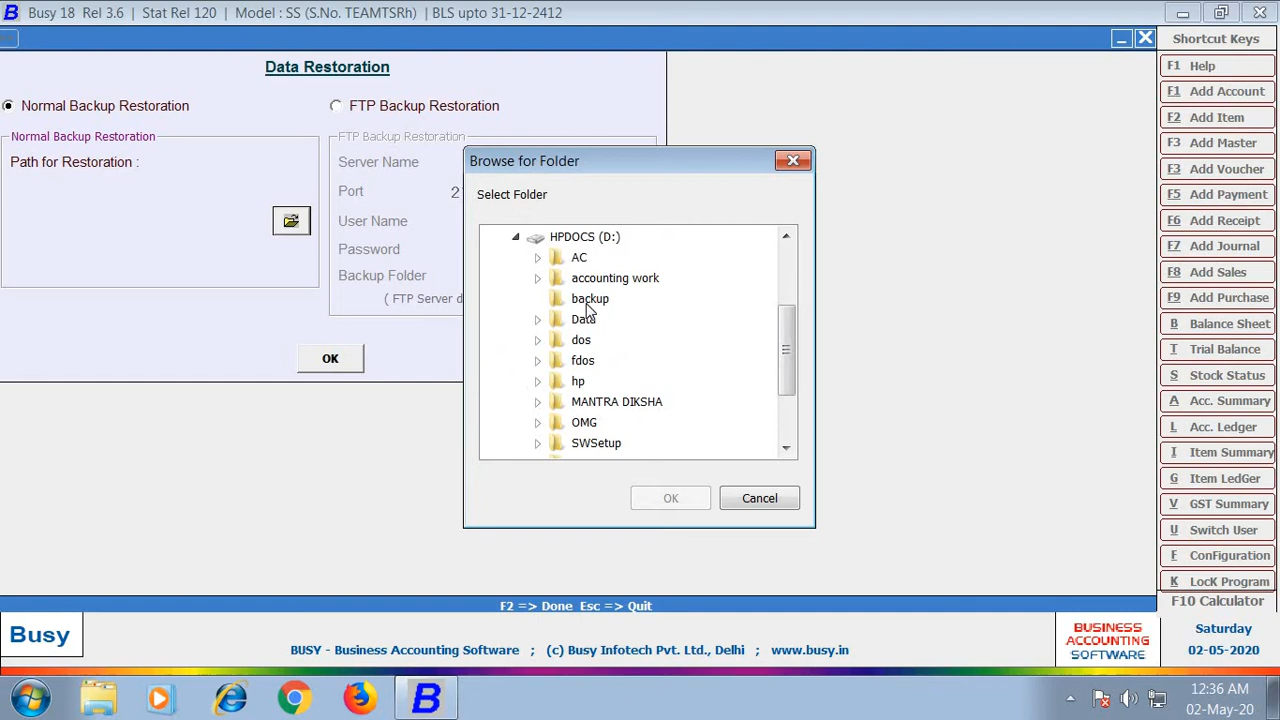 Busy 18 Rel 3.6 | Stat Rel 120 | Model : SS (S.No. TEAMTSRh) | BLS upto 31-12-2412
Data Restoration
Normal Backup Restoration
FTP Backup Restoration
Normal Backup Restoration
Path for Restoration :
FTP Backup Restoration
Server Name
Port
2
User Name
Password
Backup Folder
( FTP Server d
OK
Browse for Folder
Select Folder
HPDOCS (D:)
AC
accounting work
backup
Data
dos
fdos
hp
MANTRA DIKSHA
OMG
SWSetup
OK
Cancel
Shortcut Keys
F1 Help
F1 Add Account
F2 Add Item
F3 Add Master
F3 Add Voucher
F5 Add Payment
F6 Add Receipt
F7 Add Journal
F8 Add Sales
F9 Add Purchase
B Balance Sheet
T Trial Balance
S Stock Status
A Acc. Summary
L Acc. Ledger
I Item Summary
G Item LedGer
V GST Summary
U Switch User
F ConFiguration
K LocK Program
F10 Calculator
F2 => Done Esc => Quit
Busy
BUSY - Business Accounting Software ; (c) Busy Infotech Pvt. Ltd., Delhi ; www.busy.in
BUSINESS
ACCOUNTING
SOFTWARE
Saturday
02-05-2020
B
12:36 AM
02-May-20